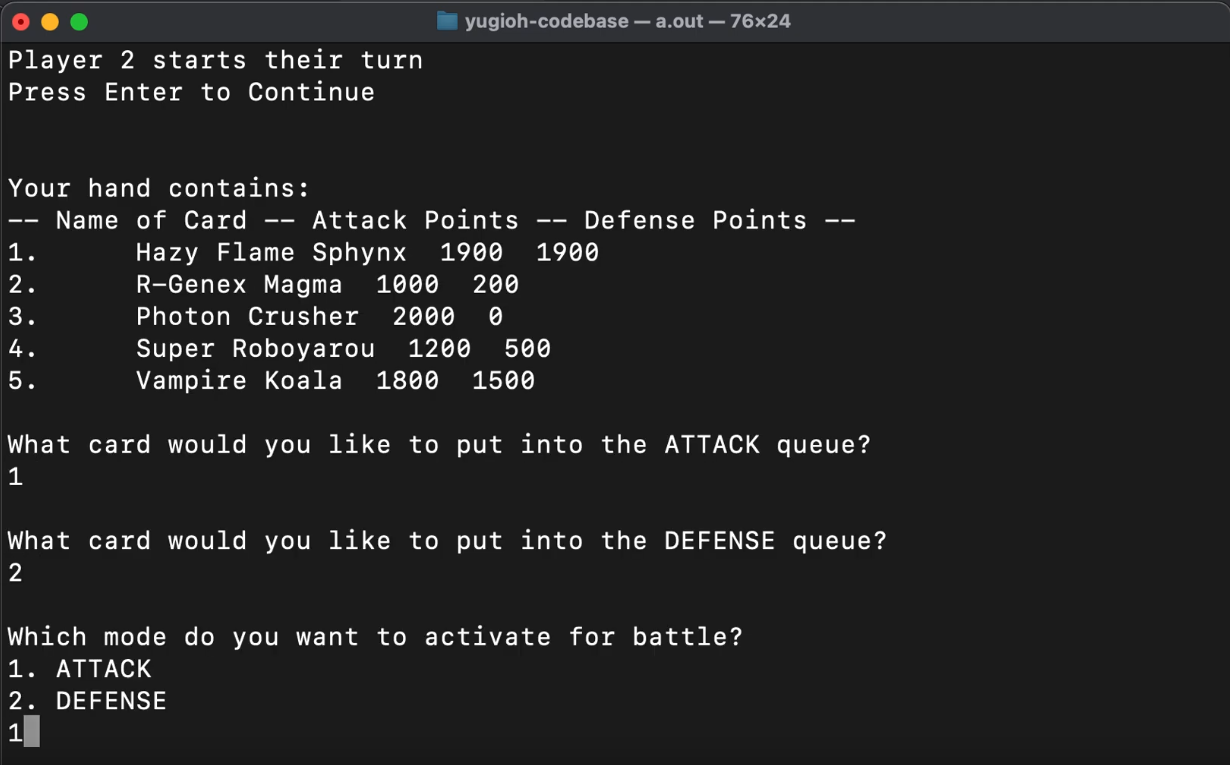 yugioh-codebase — a.out — 76×24
Player 2 starts their turn
Press Enter to Continue
Your hand contains:
-- Name of Card -- Attack Points -- Defense Points --
1. Hazy Flame Sphynx 1900 1900
2. R-Genex Magma 1000 200
3. Photon Crusher 2000 0
4. Super Roboyarou 1200 500
5. Vampire Koala 1800 1500
What card would you like to put into the ATTACK queue?
1
What card would you like to put into the DEFENSE queue?
2
Which mode do you want to activate for battle?
1. ATTACK
2. DEFENSE
1